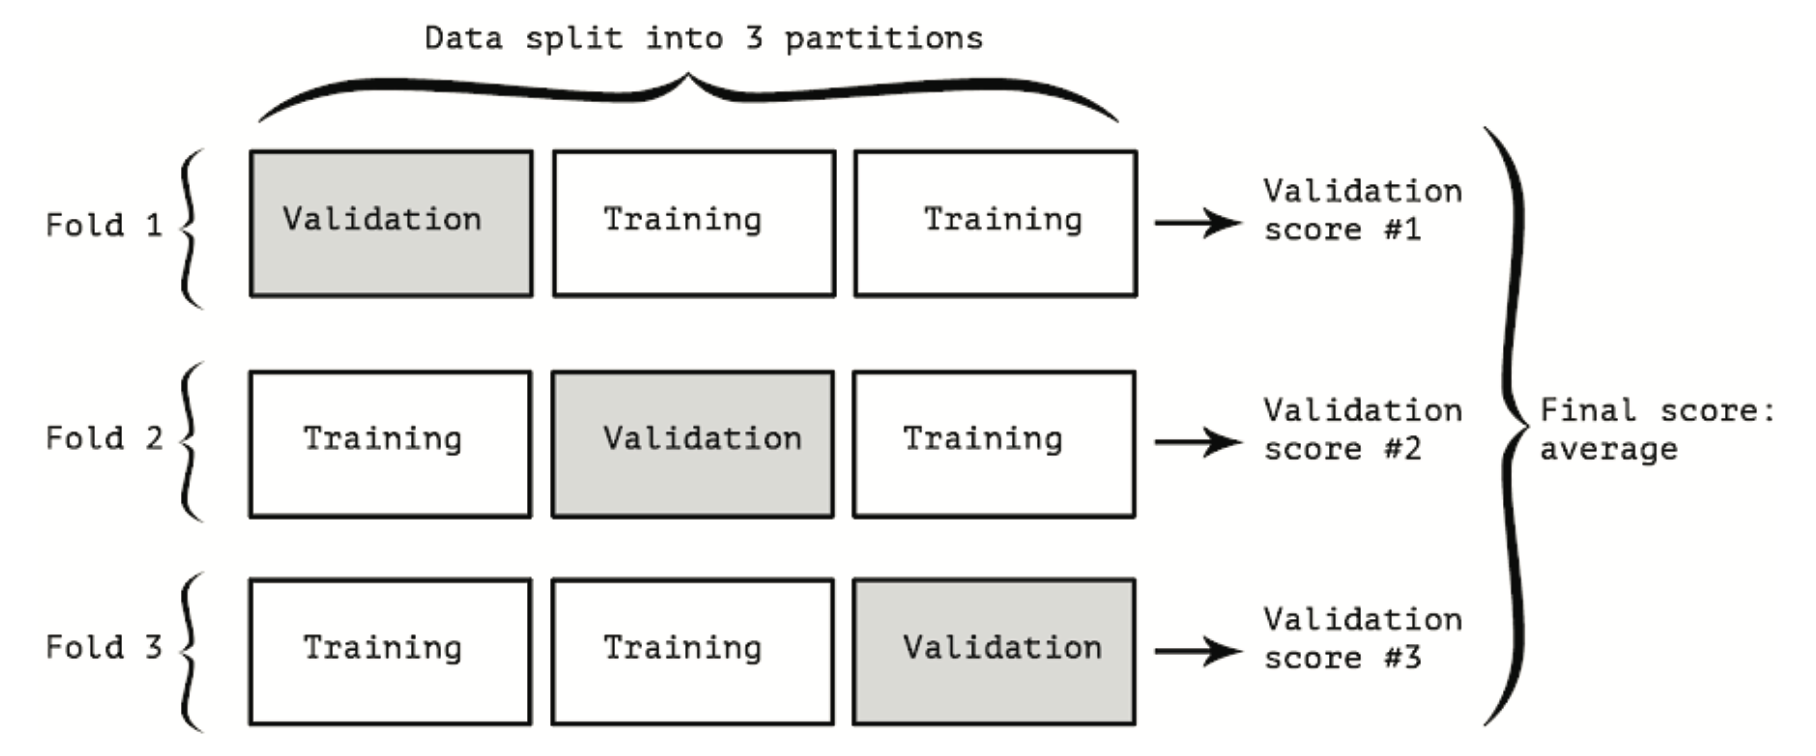 Data split into 3 partitions
Fold 1
Validation
Training
Training
Validation
score #1
Fold 2
Training
Validation
Training
Validation
score #2
Final score:
average
Fold 3
Training
Training
Validation
Validation
score #3